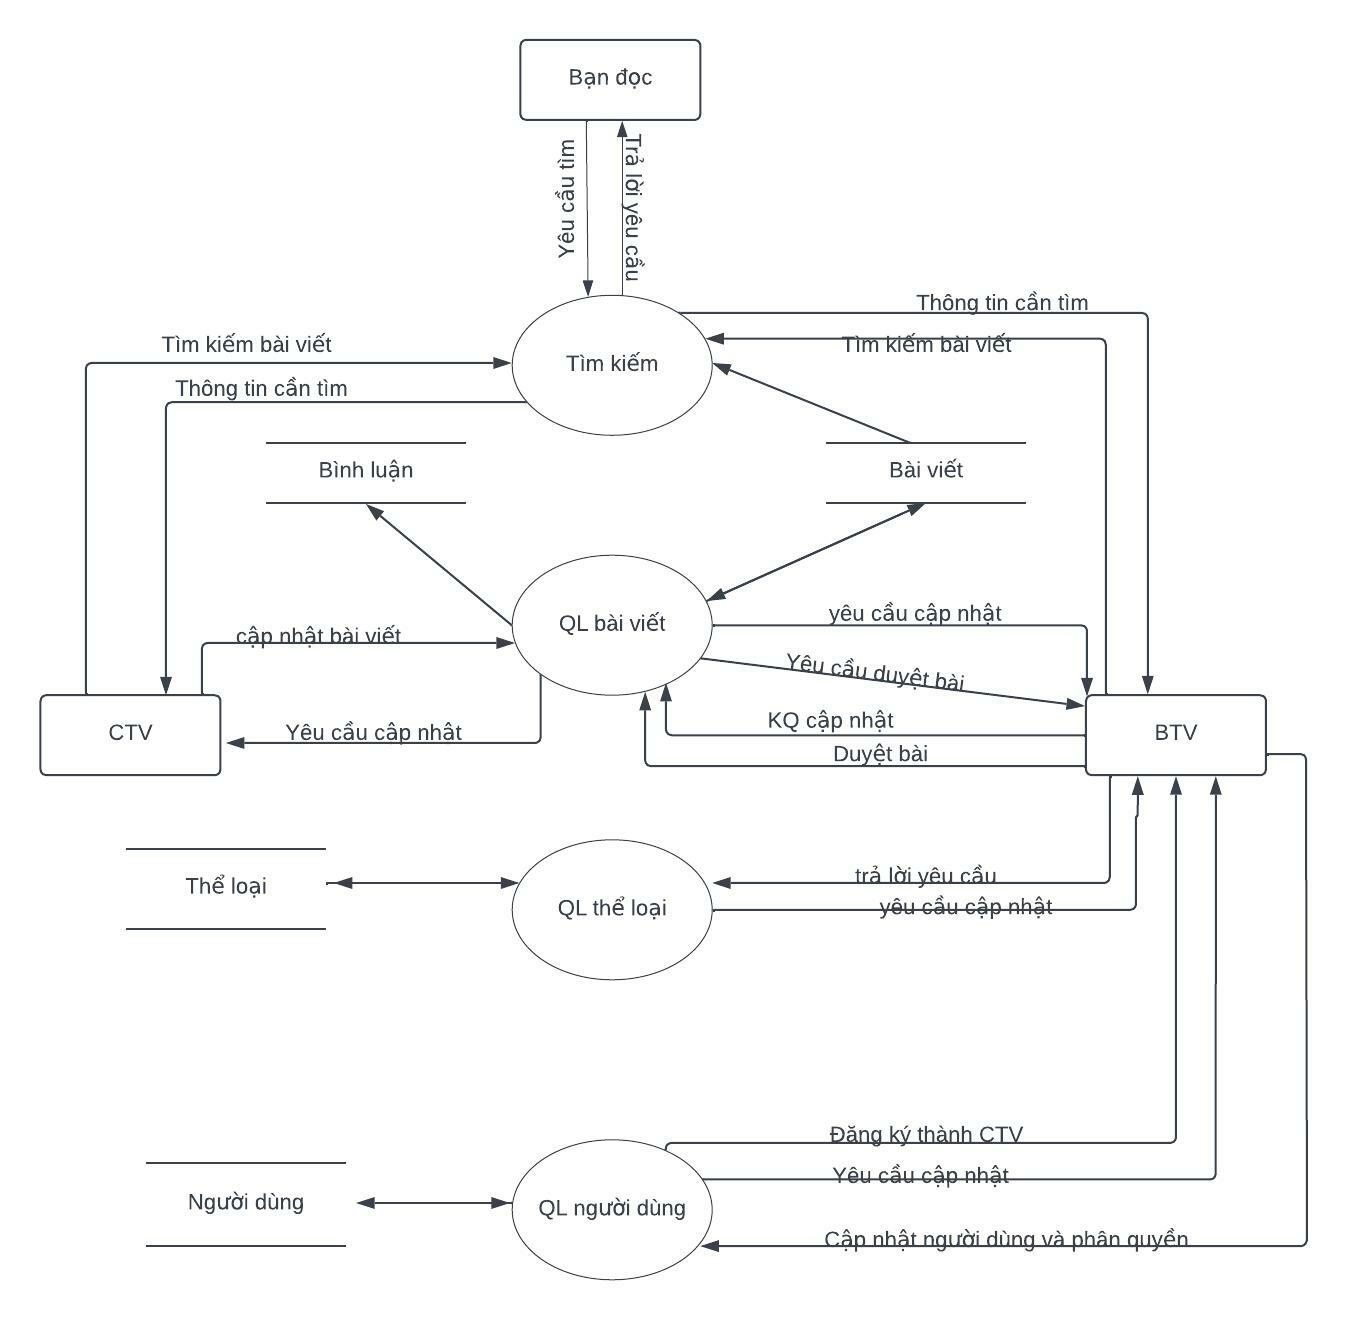 Bạn đọc
Yêu cầu tìm
Trả lời yêu cầu
Thông tin cần tìm
Tìm kiếm bài viết
Tìm kiếm bài viết
Tìm kiếm
Thông tin cần tìm
Bình luận
Bài viết
QL bài viết
yêu cầu cập nhật
cập nhật bài viết
Yêu cầu duyệt bài
KQ cập nhật
CTV
Yêu cầu cập nhật
BTV
Duyệt bài
trả lời yêu cầu
Thể loại
QL thể loại
yêu cầu cập nhật
Đăng ký thành CTV
Yêu cầu cập nhật
Người dùng
QL người dùng
Cập nhật người dùng và phân quyền